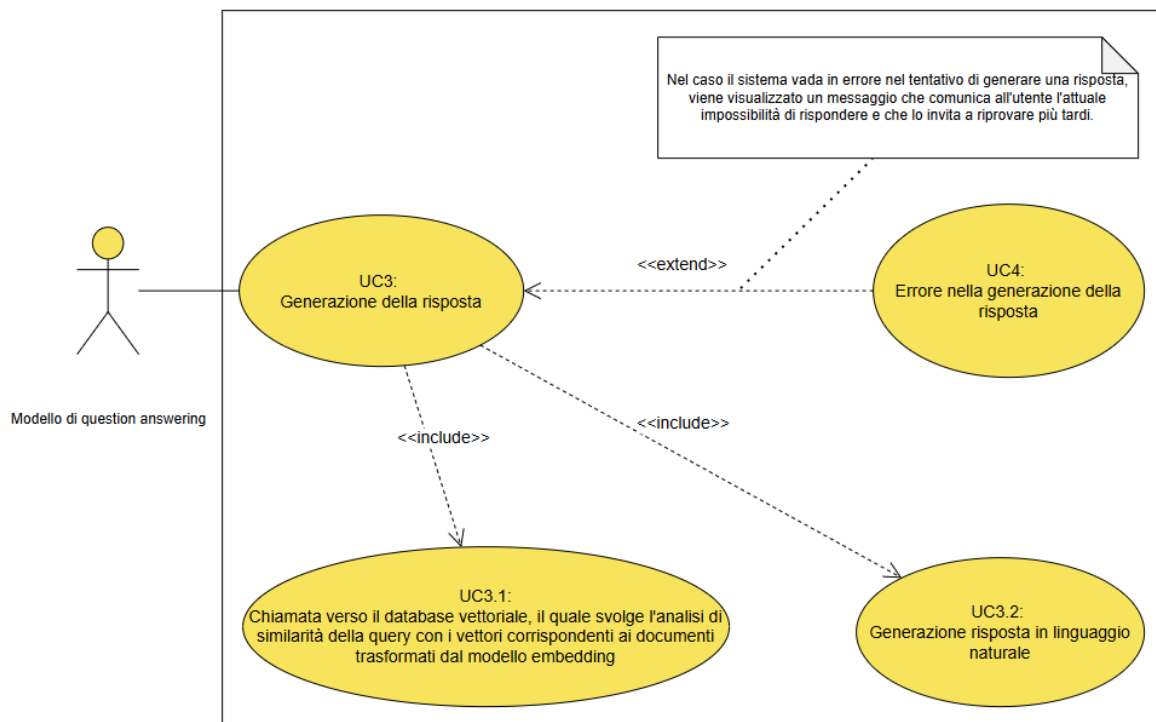 Nel caso il sistema vada in errore nel tentativo di generare una risposta,
viene visualizzato un messaggio che comunica all'utente l'attuale
impossibilità di rispondere e che lo invita a riprovare più tardi.
UC3:
Generazione della risposta
<<extend>>
UC4:
Errore nella generazione della
risposta
Modello di question answering
<<include>>
<<include>>
UC3.1:
Chiamata verso il database vettoriale, il quale svolge l'analisi di
similarità della query con i vettori corrispondenti ai documenti
trasformati dal modello embedding
UC3.2:
Generazione risposta in linguaggio
naturale